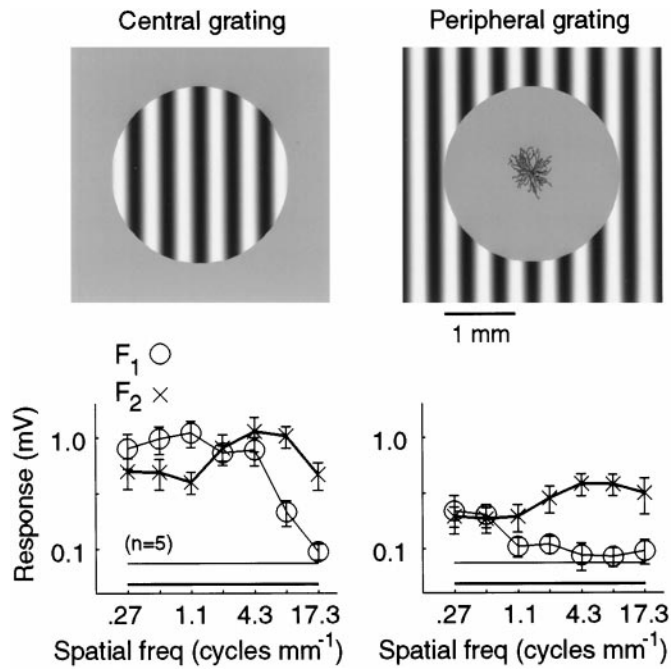 Central grating
Peripheral grating
1 mm
F1
F2
Response (mV)
1.0
0.1
(n=5)
.27 1.1 4.3 17.3
Spatial freq (cycles mm-1)
1.0
0.1
.27 1.1 4.3 17.3
Spatial freq (cycles mm-1)